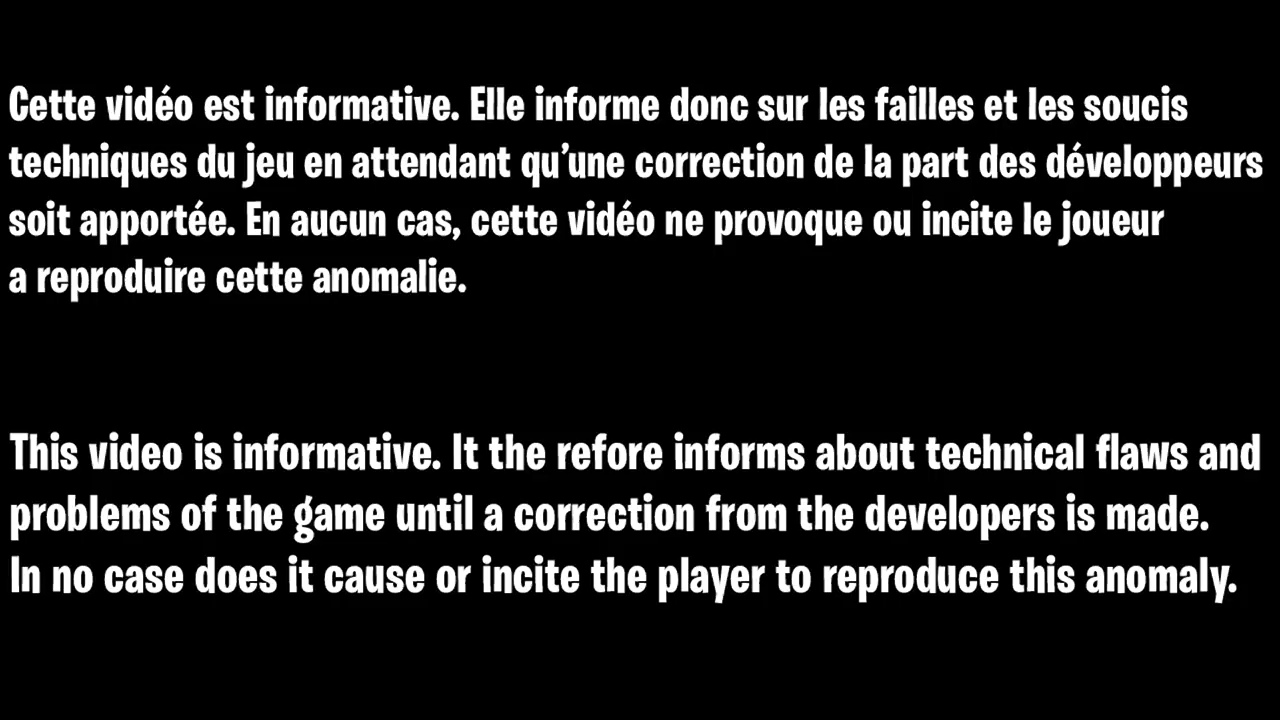 Cette vidéo est informative. Elle informe donc sur les failles et les soucis
techniques du jeu en attendant qu’une correction de la part des développeurs
soit apportée. En aucun cas, cette vidéo ne provoque ou incite le joueur
a reproduire cette anomalie.
This video is informative. It the refore informs about technical flaws and
problems of the game until a correction from the developers is made.
In no case does it cause or incite the player to reproduce this anomaly.